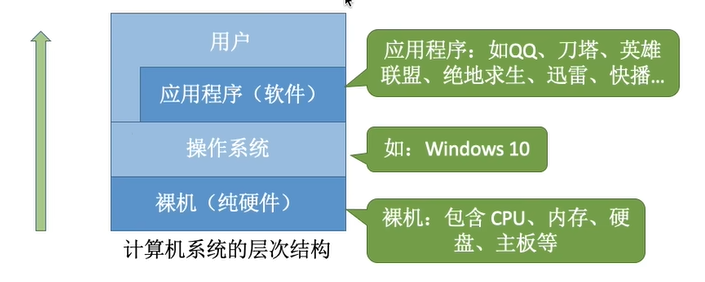 用户
应用程序（软件）
操作系统
裸机（纯硬件）
计算机系统的层次结构
应用程序：如QQ、刀塔、英雄
联盟、绝地求生、迅雷、快播...
如：Windows 10
裸机：包含 CPU、内存、硬
盘、主板等